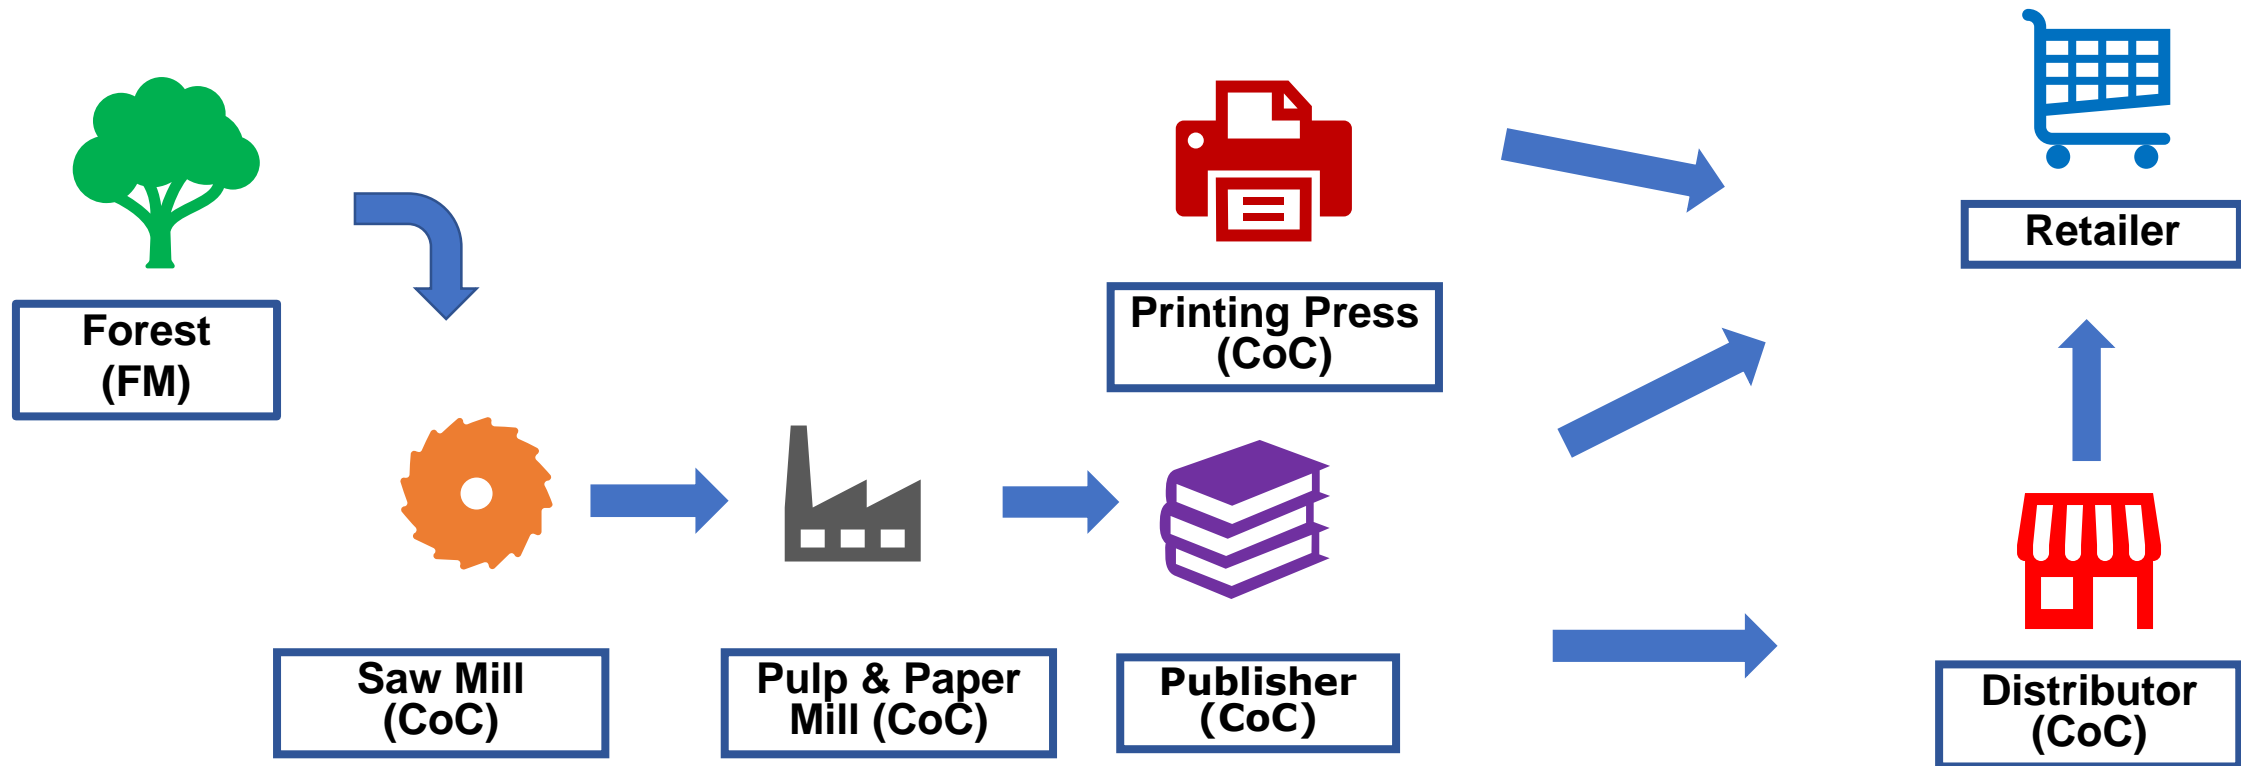 Forest
(FM)
Saw Mill
(CoC)
Pulp & Paper
Mill (CoC)
Printing Press
(CoC)
Publisher
(CoC)
Retailer
Distributor
(CoC)